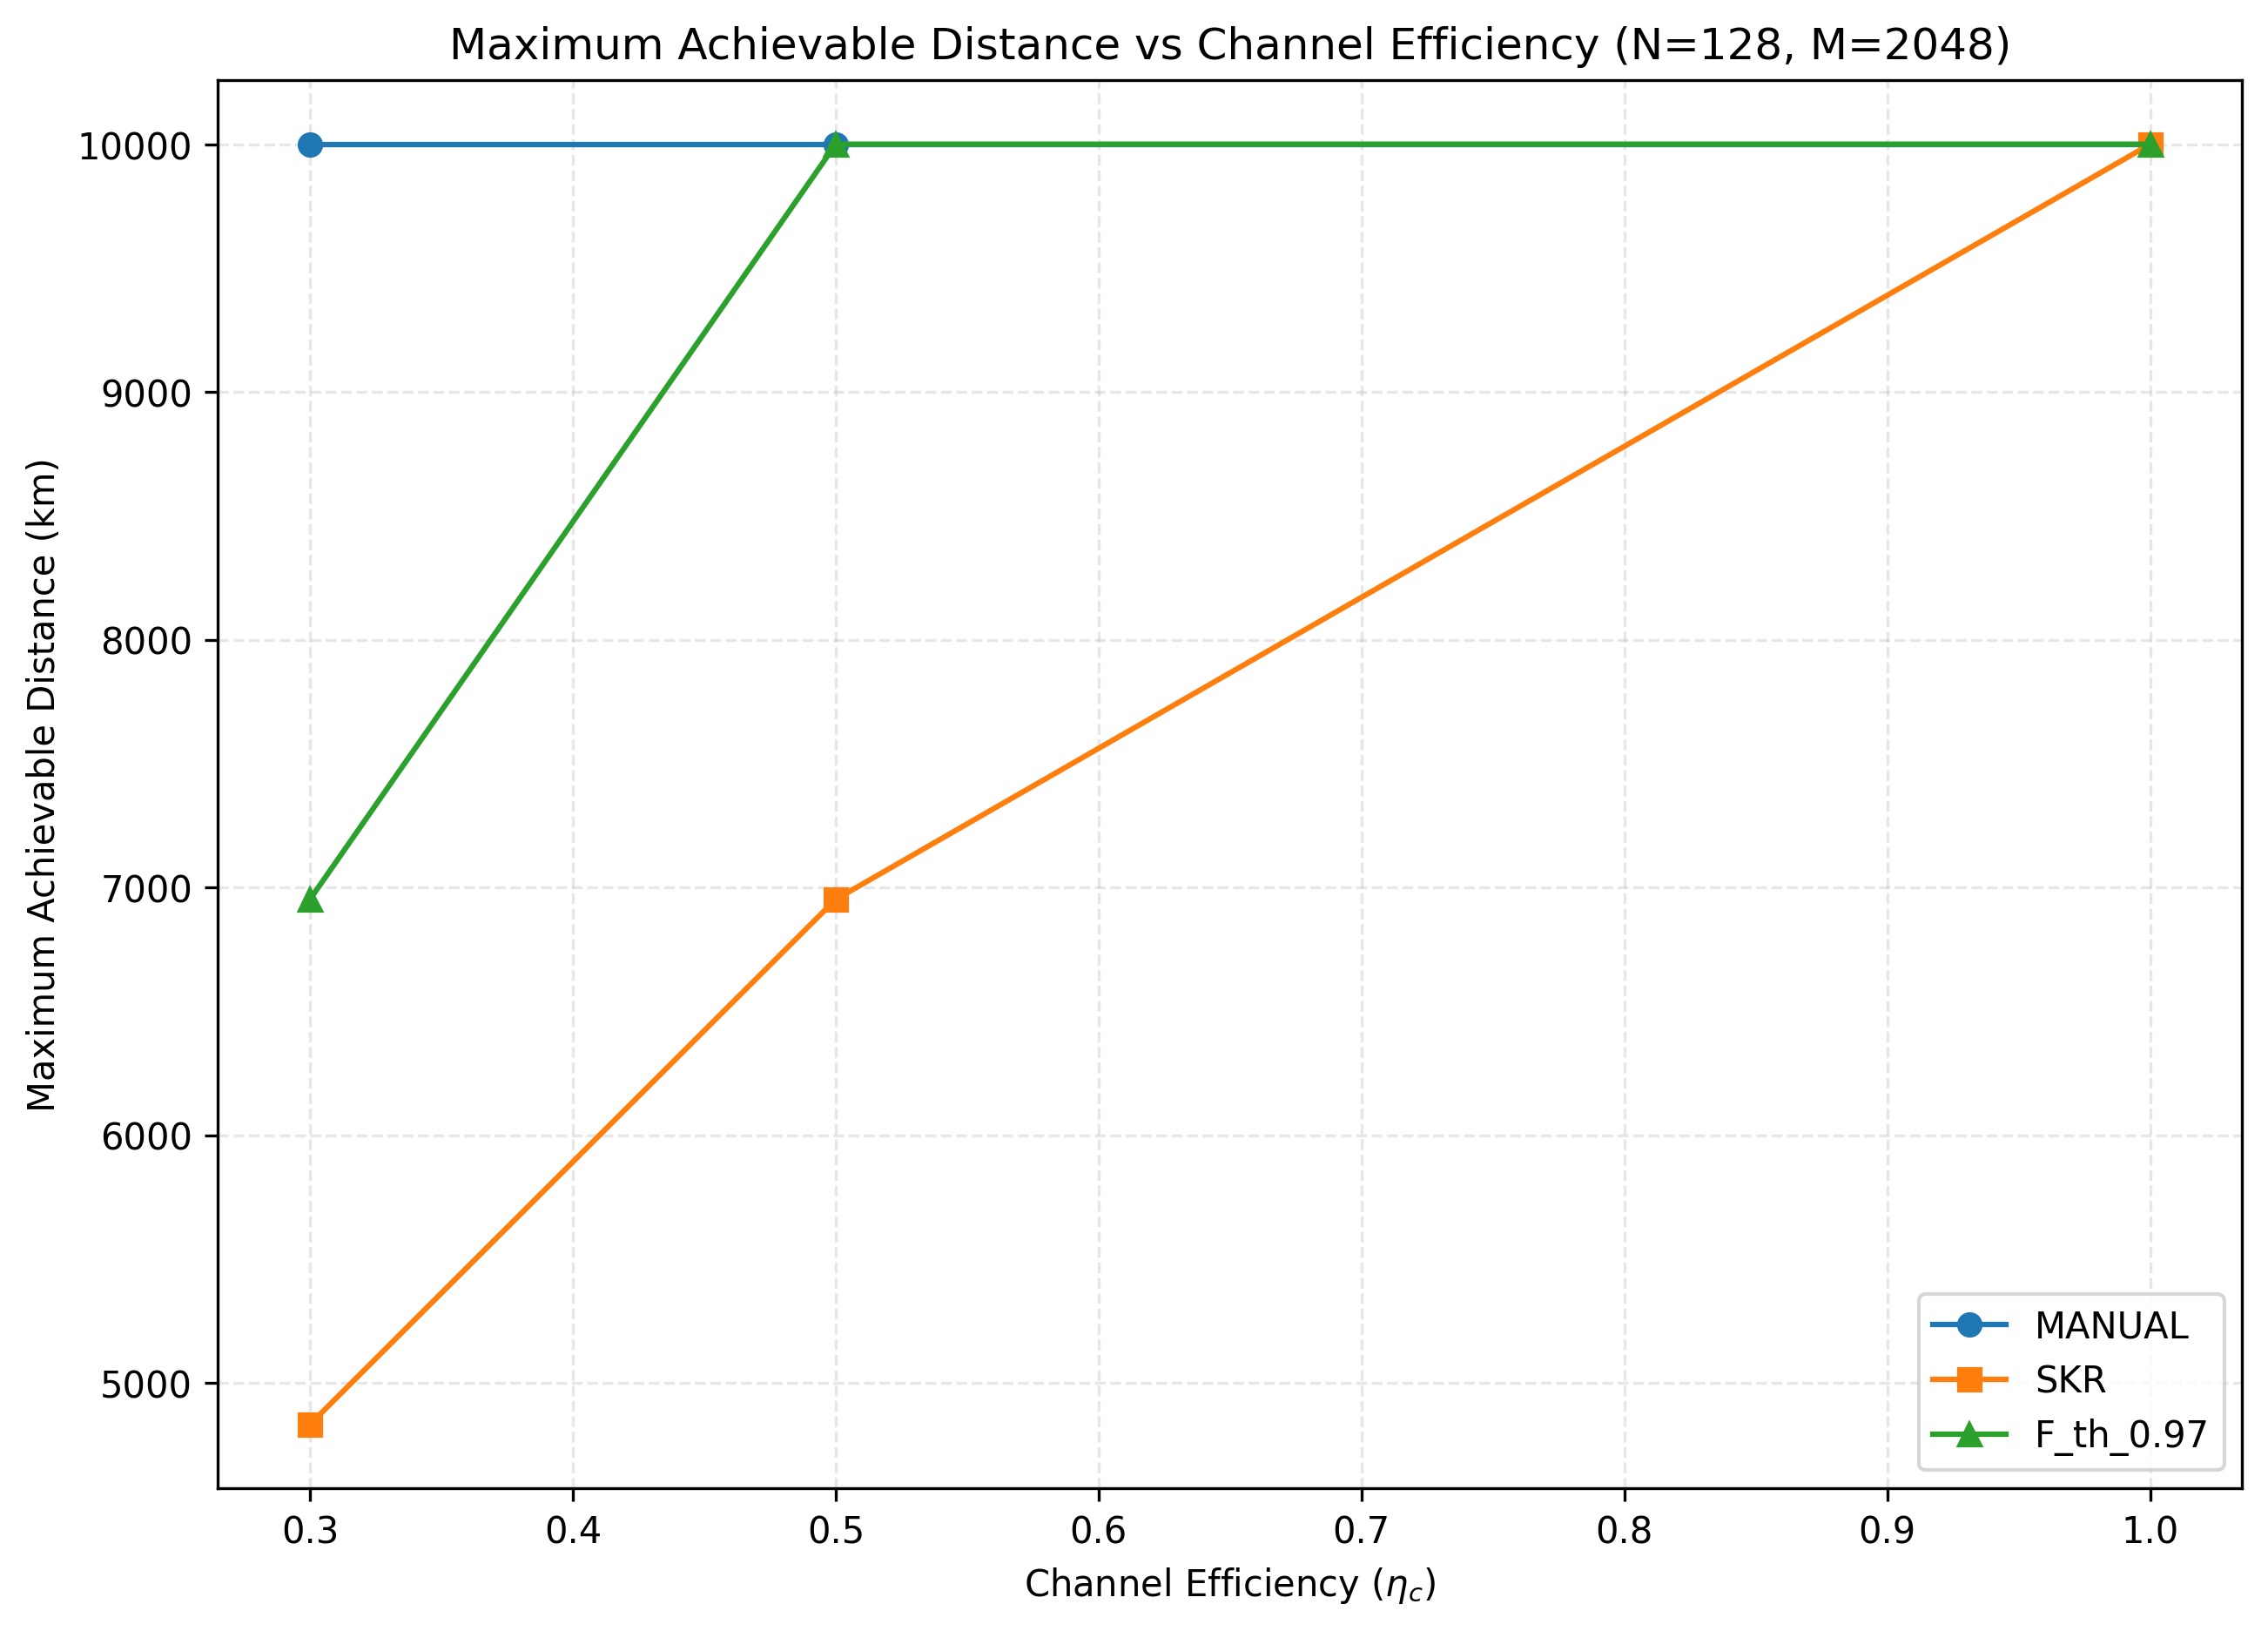 Maximum Achievable Distance vs Channel Efficiency (N=128, M=2048)
Maximum Achievable Distance (km)
10000
9000
8000
7000
6000
5000
0.3 0.4 0.5 0.6 0.7 0.8 0.9 1.0
Channel Efficiency (η_c)
MANUAL
SKR
F_th_0.97